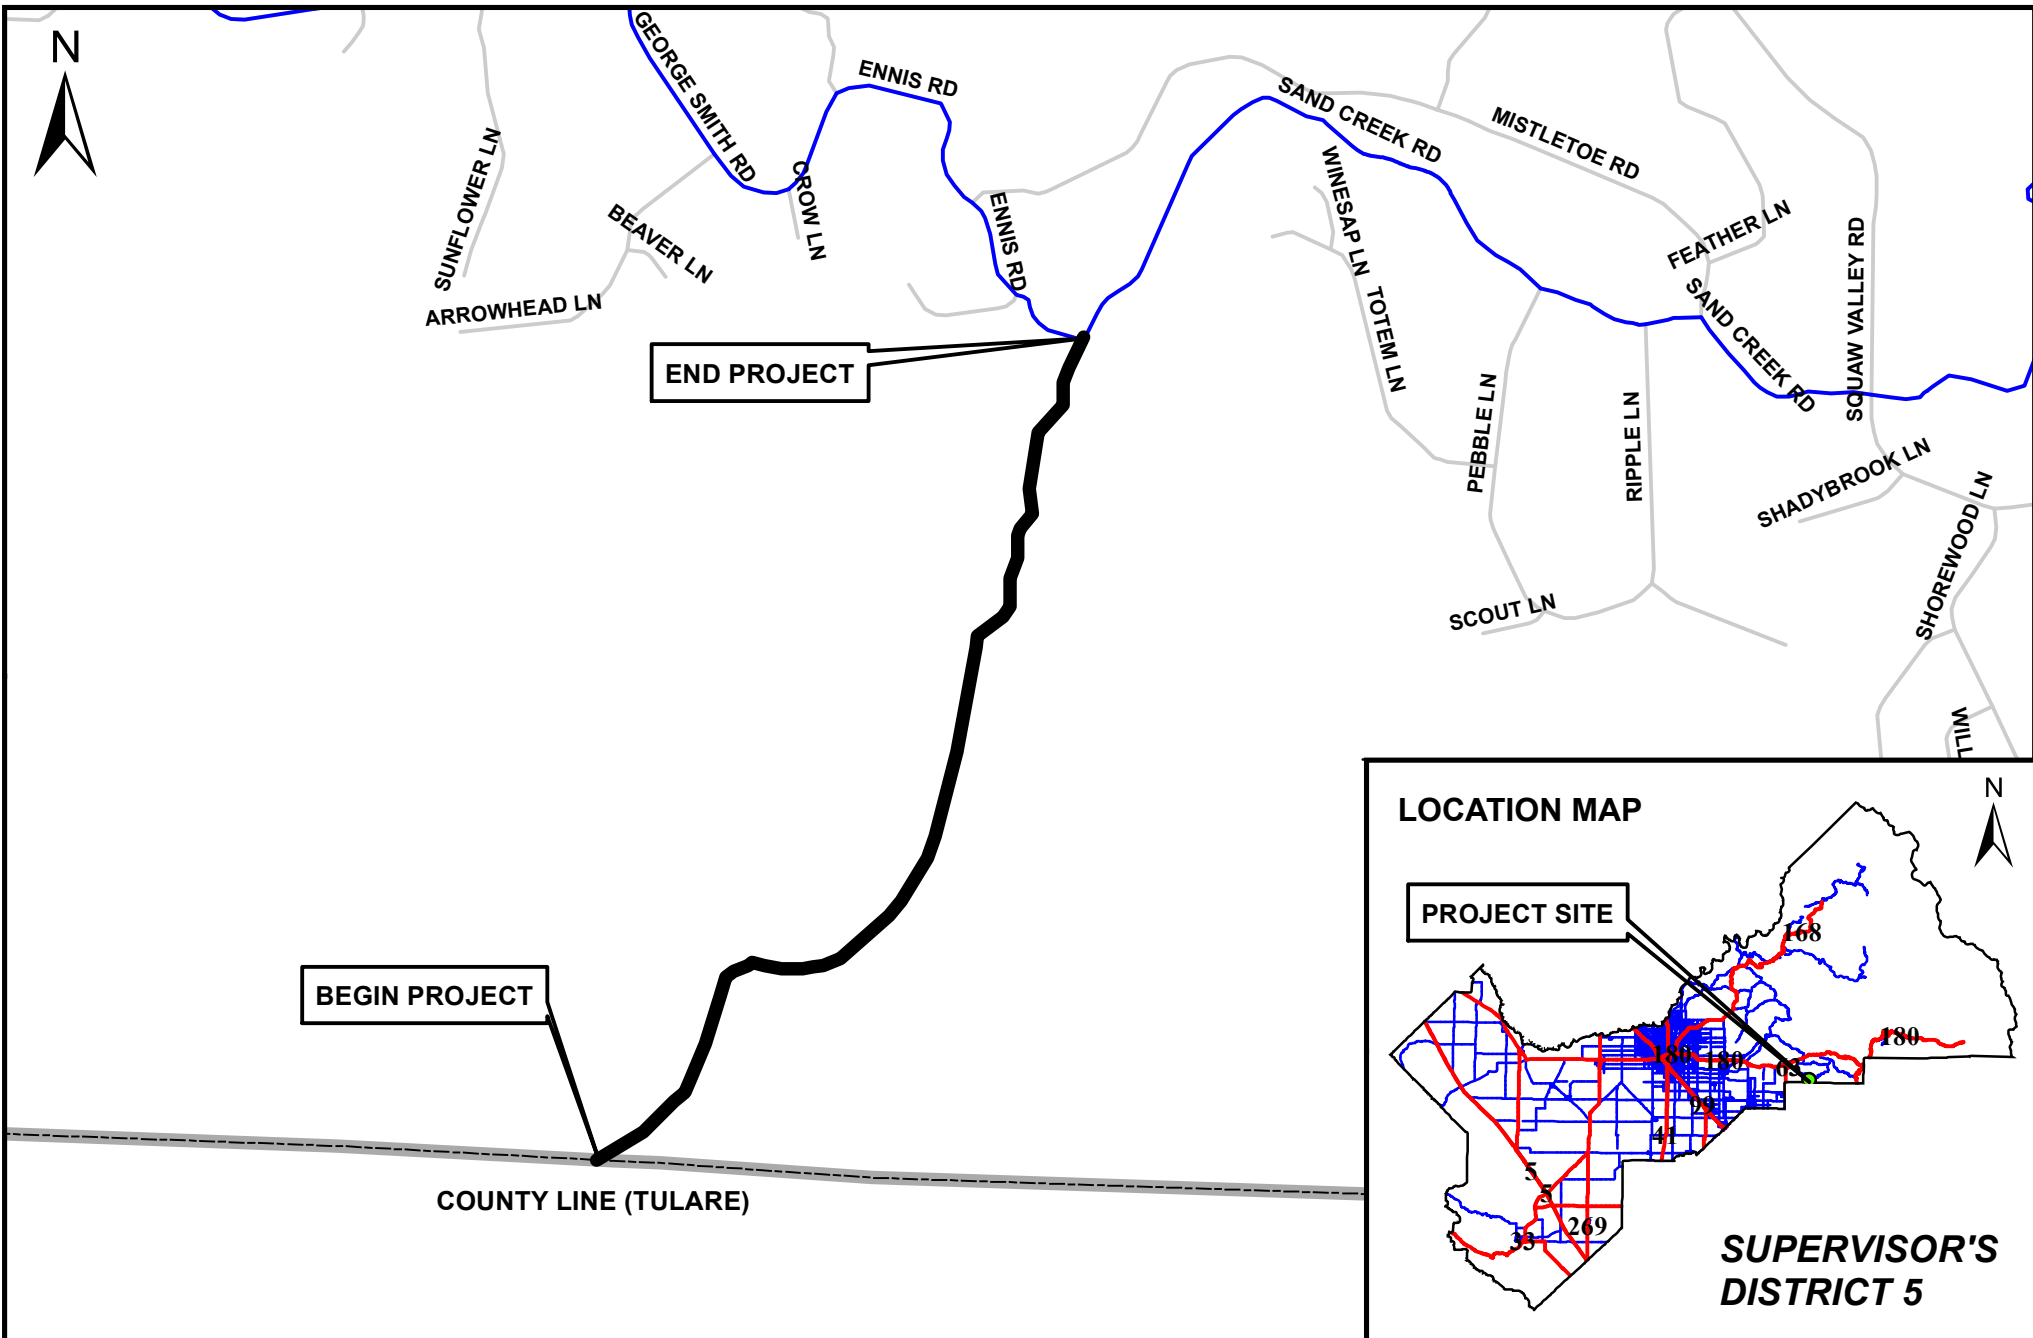 N
GEORGE SMITH RD
ENNIS RD
SAND CREEK RD
MISTLETOE RD
SUNFLOWER LN
CROW LN
BEAVER LN
ENNIS RD
WINESAP LN
FEATHER LN
SQUAW VALLEY RD
ARROWHEAD LN
TOTEM LN
SAND CREEK RD
END PROJECT
PEBBLE LN
RIPPLE LN
SHADYBROOK LN
SHOREWOOD LN
SCOUT LN
WILL
BEGIN PROJECT
COUNTY LINE (TULARE)
LOCATION MAP
N
PROJECT SITE
168
180
180
180
63
99
41
5
5
269
33
SUPERVISOR'S
DISTRICT 5